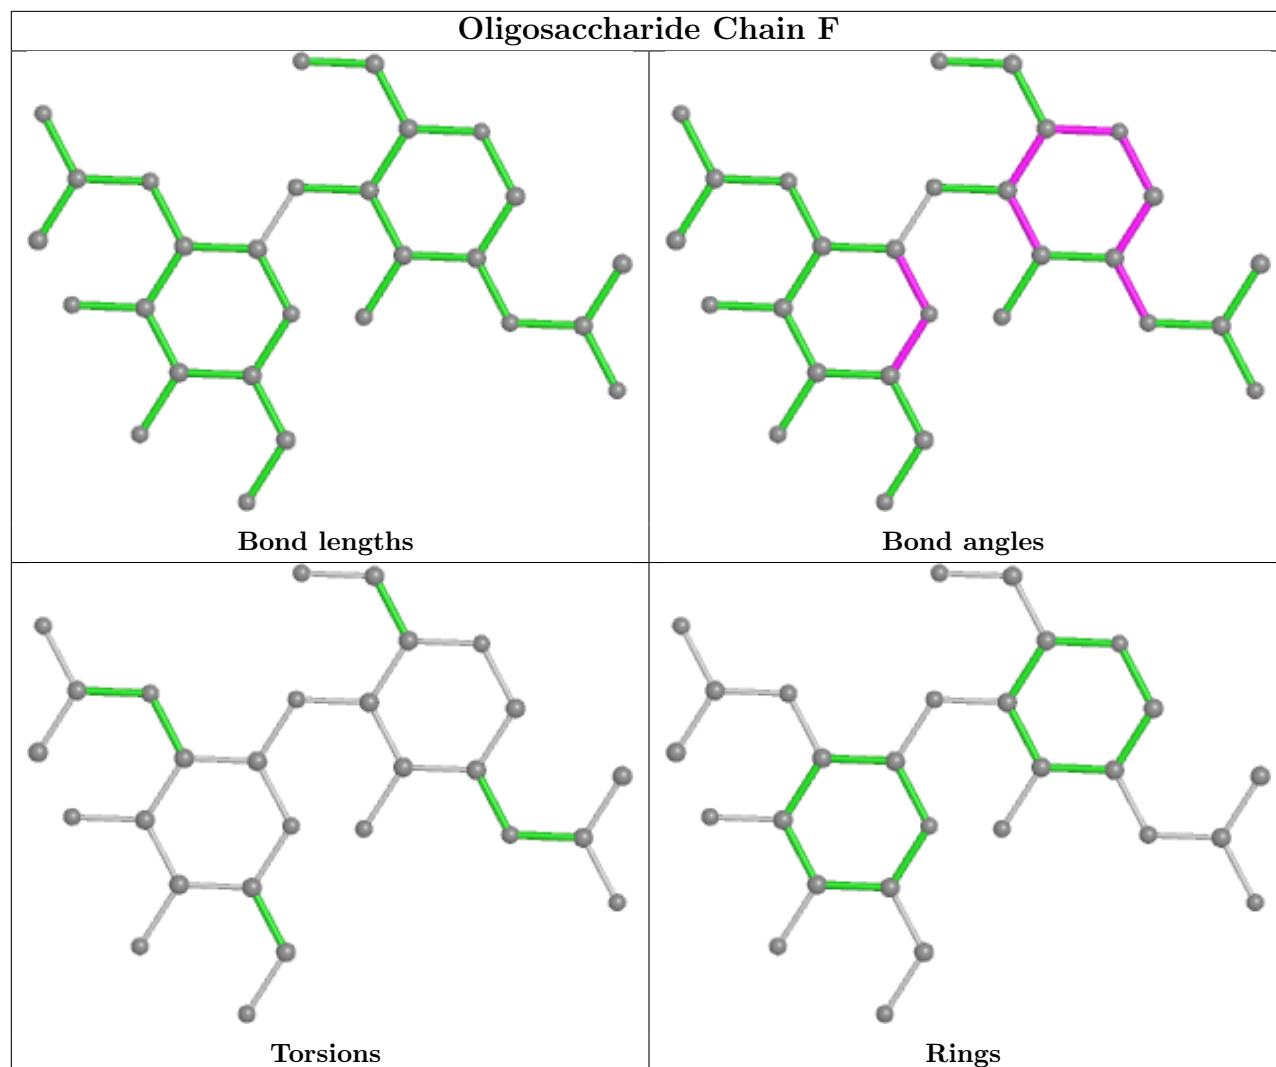 Oligosaccharide Chain F
Bond lengths
Bond angles
Torsions
Rings